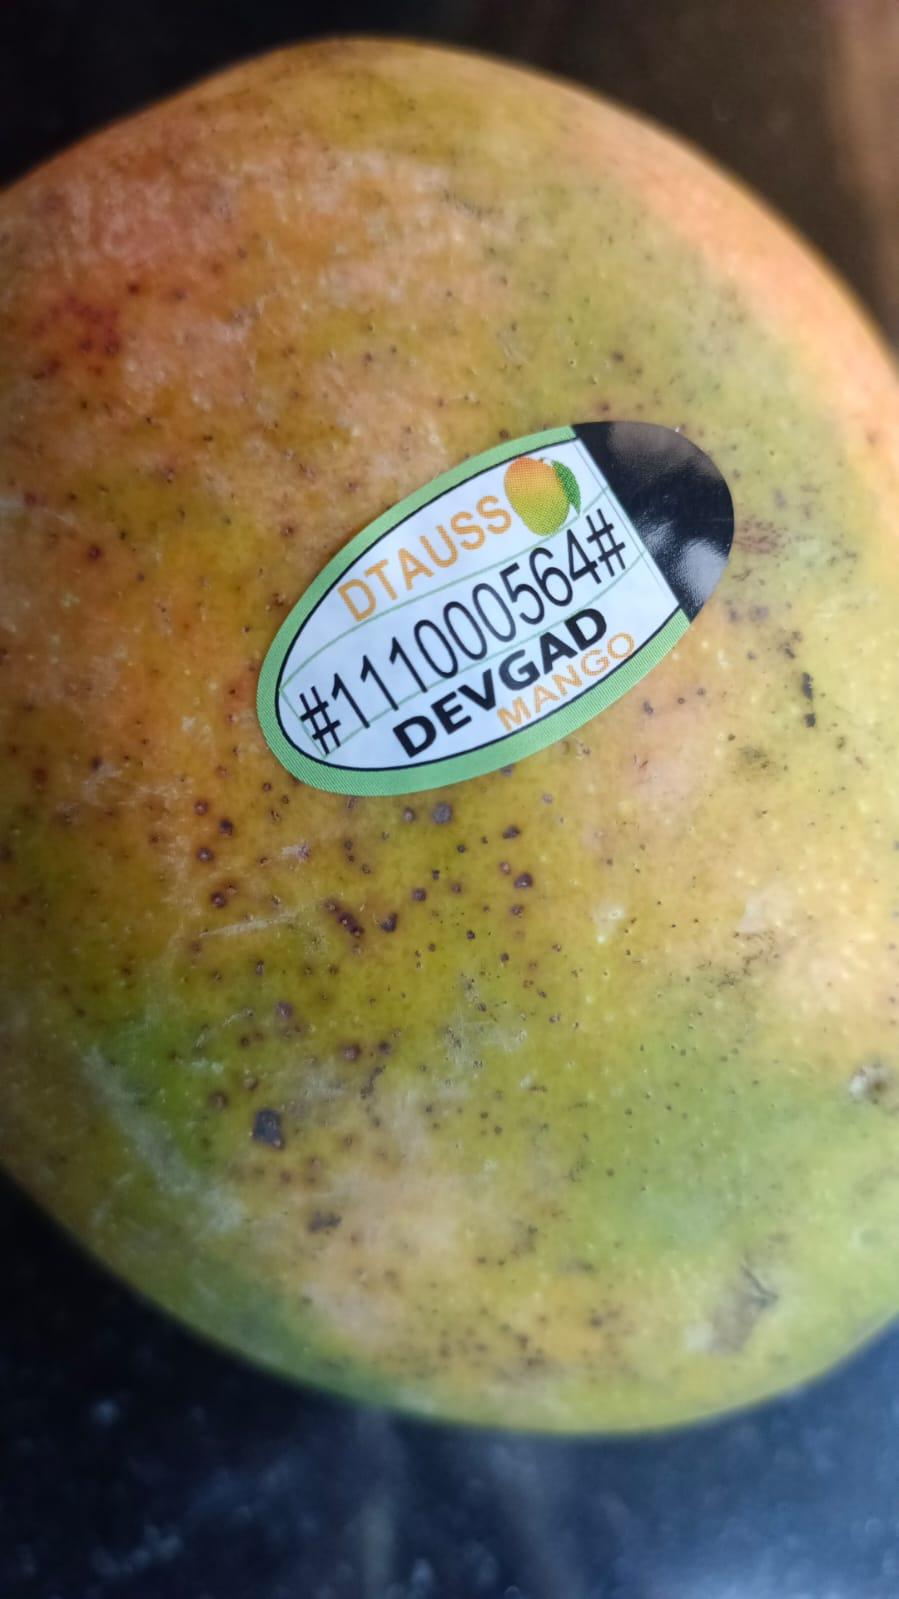 DTAUSS
#111000564#
DEVGAD
MANGO